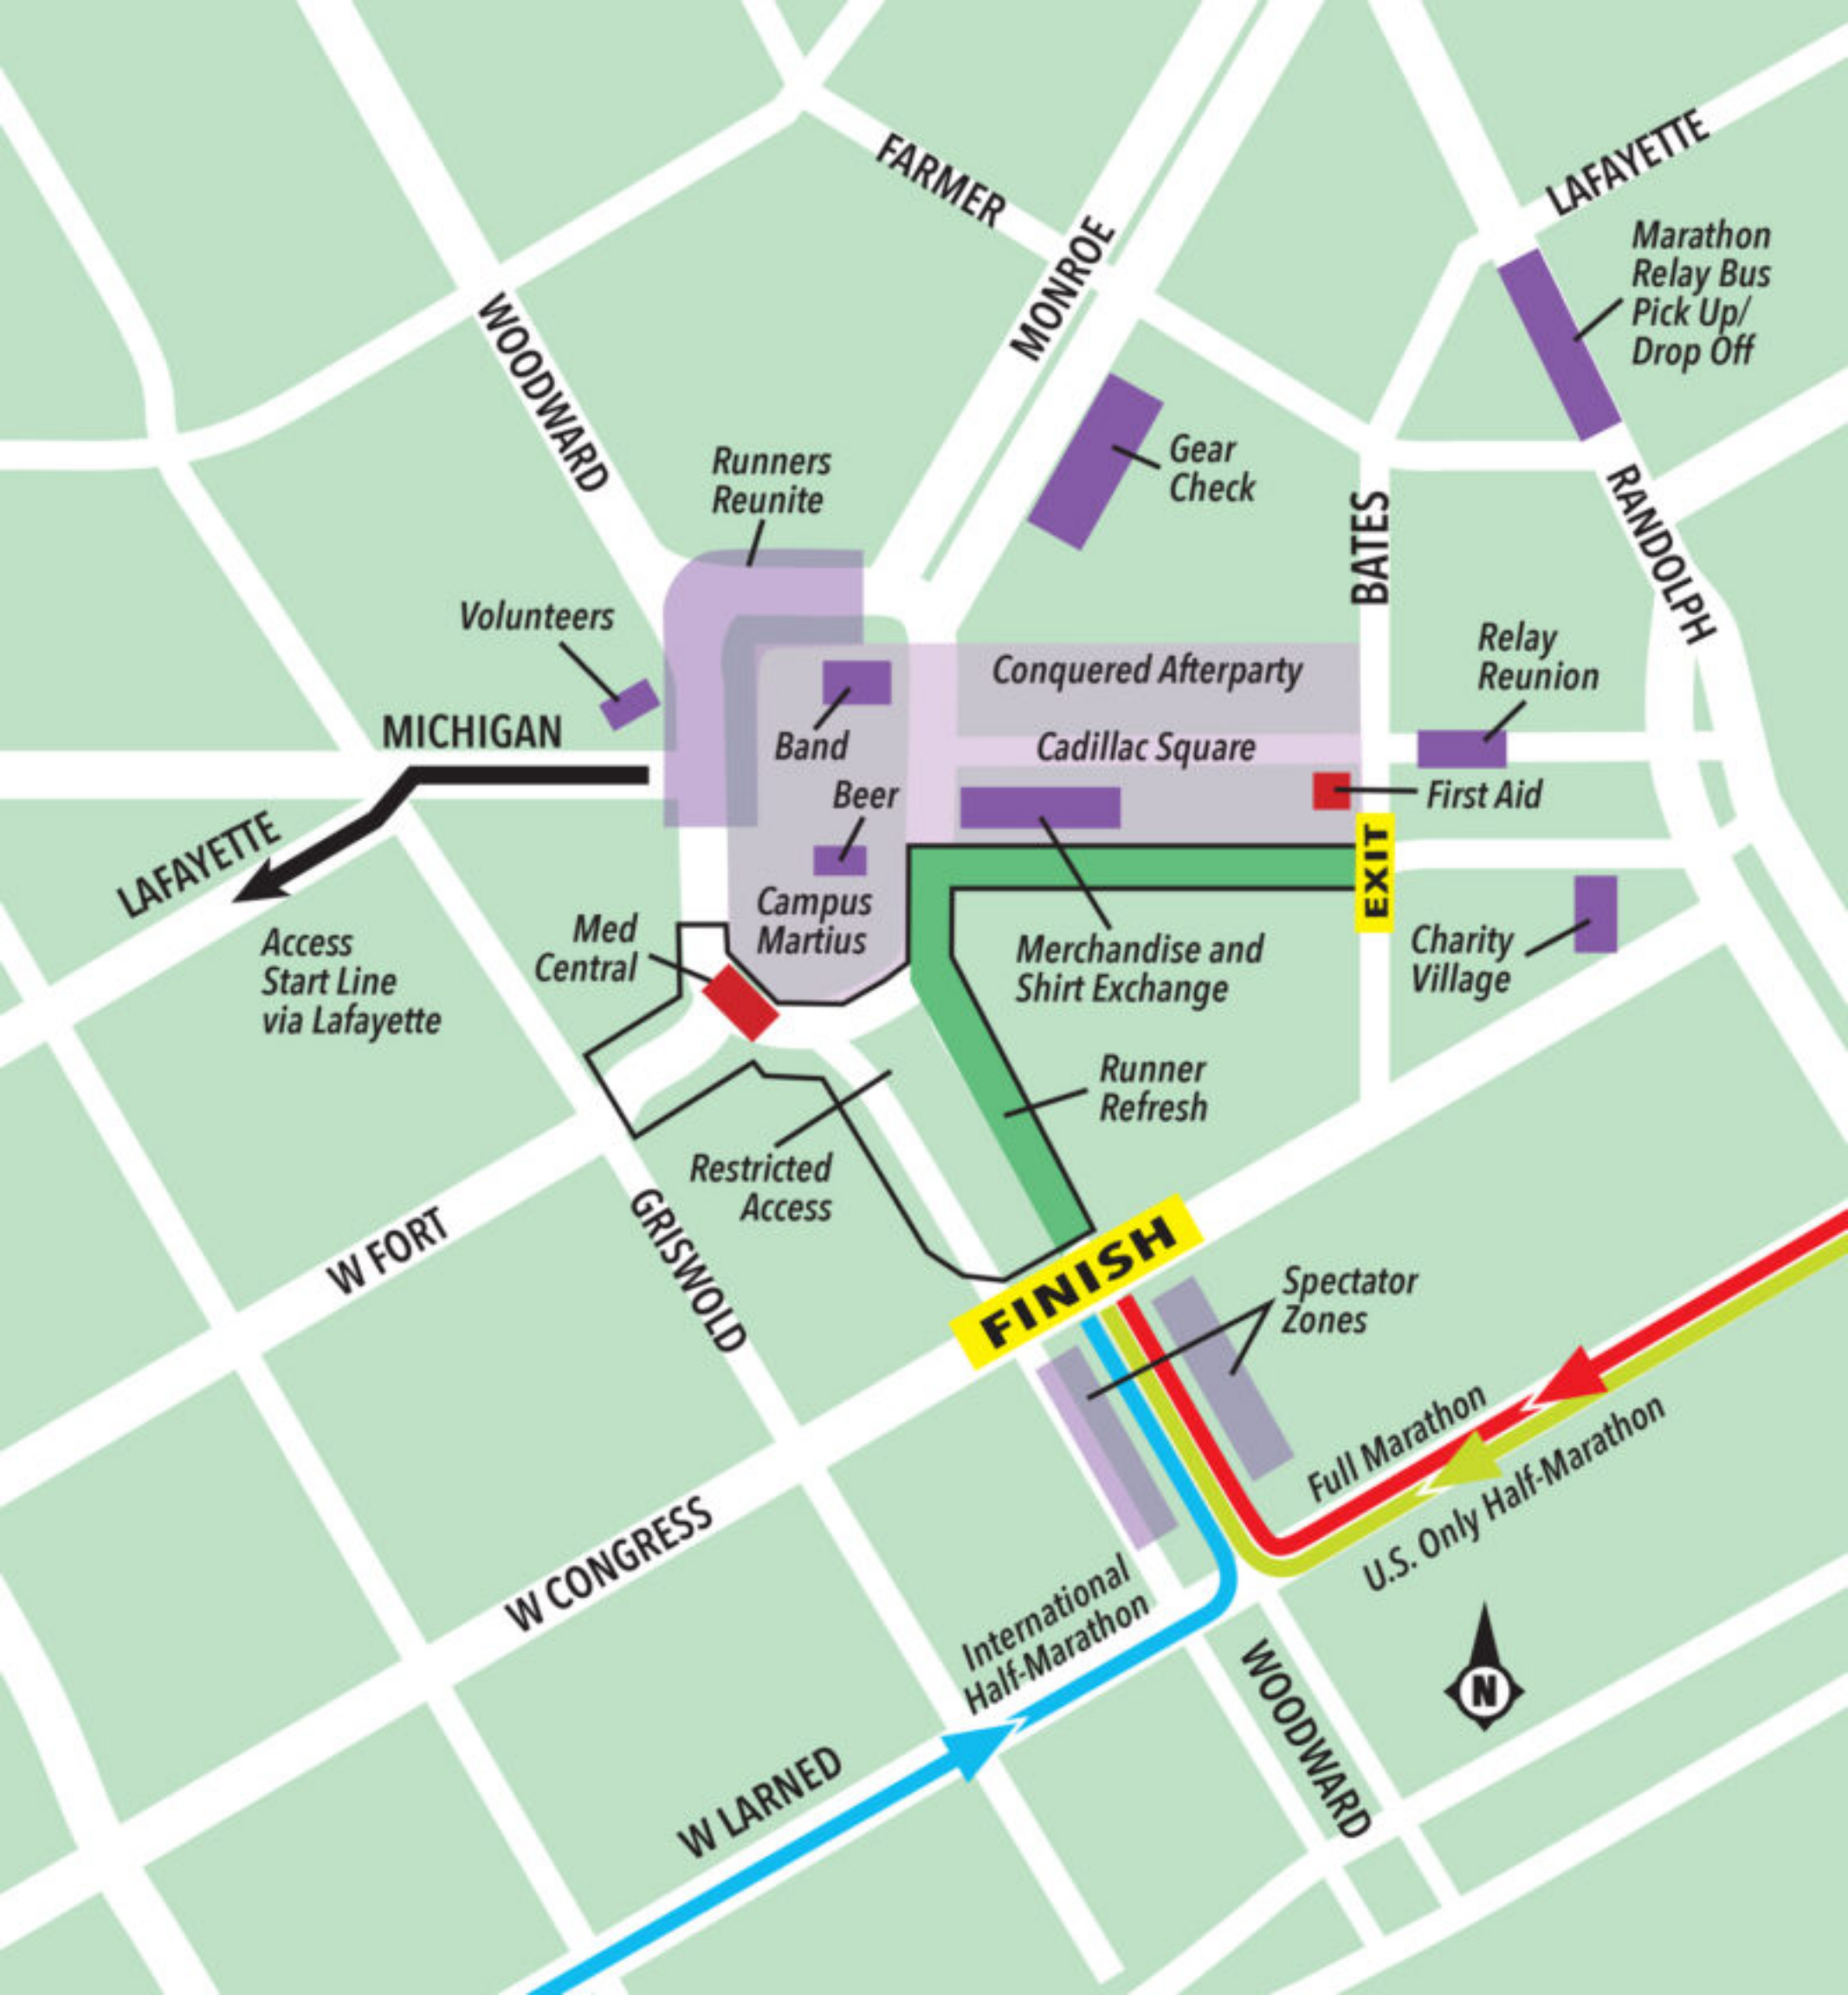 FARMER
LAFAYETTE
MONROE
Marathon
Relay Bus
Pick Up/
Drop Off
WOODWARD
Runners
Reunite
Gear
Check
BATES
RANDOLPH
Volunteers
Relay
Reunion
Conquered Afterparty
MICHIGAN
Band
Cadillac Square
Beer
First Aid
LAFAYETTE
EXIT
Campus
Martius
Med
Central
Access
Start Line
via Lafayette
Merchandise and
Shirt Exchange
Charity
Village
Runner
Refresh
Restricted
Access
W FORT
GRISWOLD
FINISH
Spectator
Zones
Full Marathon
U.S. Only Half-Marathon
W CONGRESS
International
Half-Marathon
WOODWARD
N
W LARNED